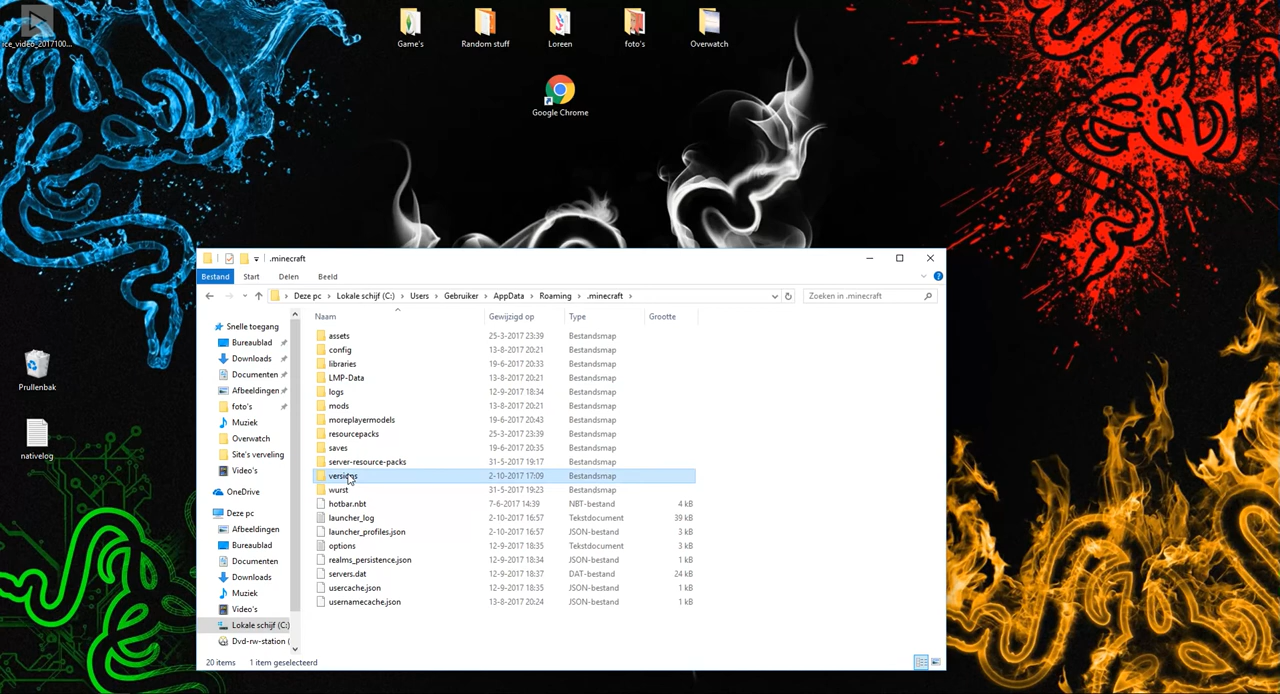 ice_video_2017100...
Game's
Random stuff
Loreen
foto's
Overwatch
Google Chrome
Prullenbak
nativelog
.minecraft
Bestand Start Delen Beeld
Deze pc > Lokale schijf (C:) > Users > Gebruiker > AppData > Roaming > .minecraft >
Zoeken in .minecraft
Snelle toegang
Bureaublad
Downloads
Documenten
Afbeeldingen
foto's
Muziek
Overwatch
Site's verveling
Video's
OneDrive
Deze pc
Afbeeldingen
Bureaublad
Documenten
Downloads
Muziek
Video's
Lokale schijf (C:)
Dvd-rw-station (
Naam Gewijzigd op Type Grootte
assets 25-3-2017 23:39 Bestandsmap
config 13-8-2017 20:21 Bestandsmap
libraries 19-6-2017 20:33 Bestandsmap
LMP-Data 13-8-2017 20:21 Bestandsmap
logs 12-9-2017 18:34 Bestandsmap
mods 13-8-2017 20:21 Bestandsmap
moreplayermodels 19-6-2017 20:43 Bestandsmap
resourcepacks 25-3-2017 23:39 Bestandsmap
saves 19-6-2017 20:35 Bestandsmap
server-resource-packs 31-5-2017 19:17 Bestandsmap
versions 2-10-2017 17:09 Bestandsmap
wurst 31-5-2017 19:23 Bestandsmap
hotbar.nbt 7-6-2017 14:39 NBT-bestand 4 kB
launcher_log 2-10-2017 16:57 Tekstdocument 39 kB
launcher_profiles.json 2-10-2017 16:57 JSON-bestand 3 kB
options 12-9-2017 18:35 Tekstdocument 3 kB
realms_persistence.json 12-9-2017 18:34 JSON-bestand 1 kB
servers.dat 12-9-2017 18:37 DAT-bestand 24 kB
usercache.json 12-9-2017 18:35 JSON-bestand 1 kB
usernamecache.json 13-8-2017 20:24 JSON-bestand 1 kB
20 items 1 item geselecteerd